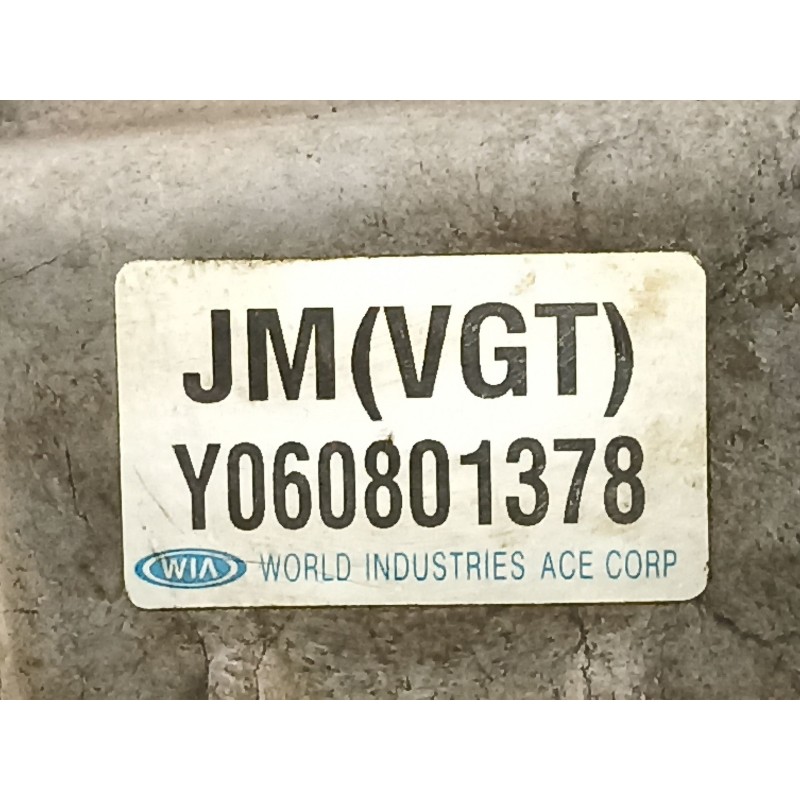 JM(VGT)
Y060801378
WIA WORLD INDUSTRIES ACE CORP